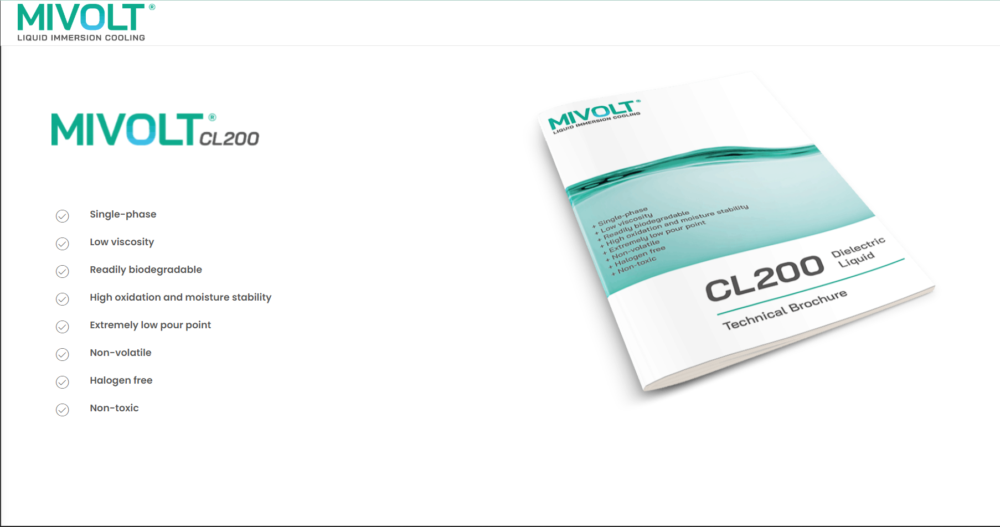 MIVOLT®
LIQUID IMMERSION COOLING
MIVOLT®CL200
Single-phase
Low viscosity
Readily biodegradable
High oxidation and moisture stability
Extremely low pour point
Non-volatile
Halogen free
Non-toxic
MIVOLT®
LIQUID IMMERSION COOLING
+ Single-phase
+ Low viscosity
+ Readily biodegradable
+ High oxidation and moisture stability
+ Extremely low pour point
+ Non-volatile
+ Halogen free
+ Non-toxic
CL200
Dielectric
Liquid
Technical Brochure